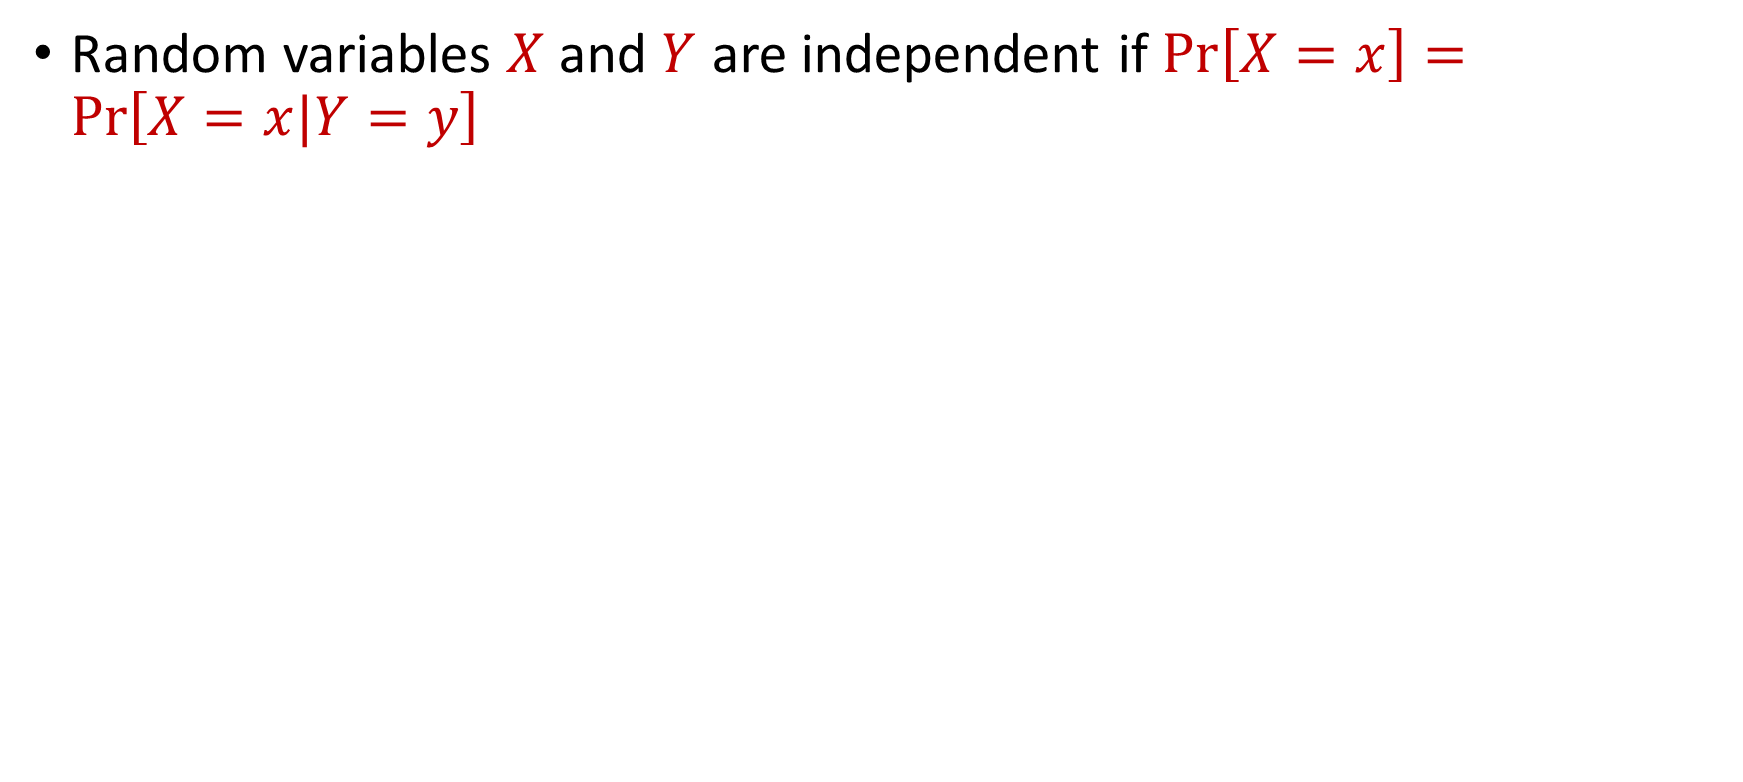 • Random variables X and Y are independent if Pr[X = x] =
Pr[X = x|Y = y]